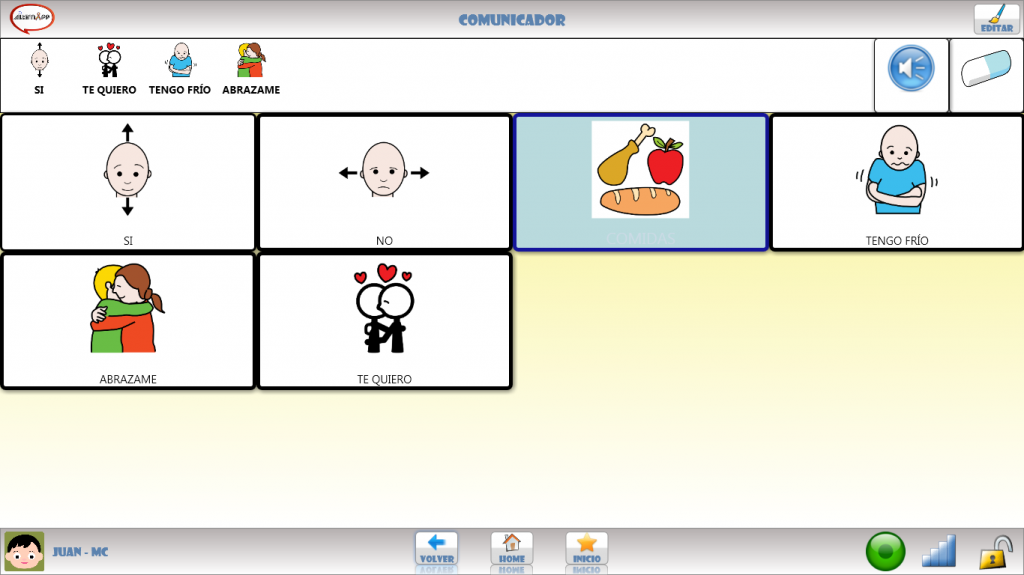 COMUNICADOR
EDITAR
SI
TE QUIERO
TENGO FRÍO
ABRAZAME
SI
NO
COMIDAS
TENGO FRÍO
ABRAZAME
TE QUIERO
JUAN - MC
VOLVER
HOME
INICIO